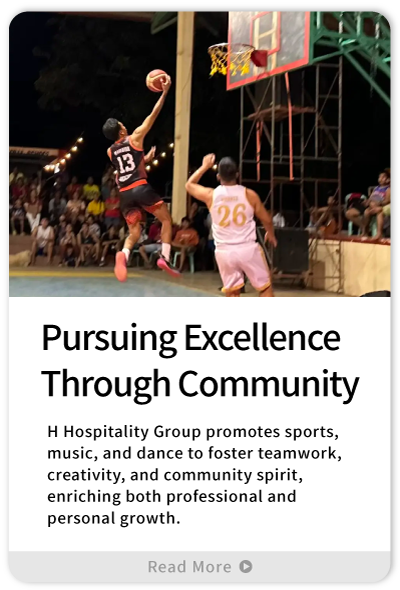 13
26
Pursuing Excellence
Through Community
H Hospitality Group promotes sports,
music, and dance to foster teamwork,
creativity, and community spirit,
enriching both professional and
personal growth.
Read More